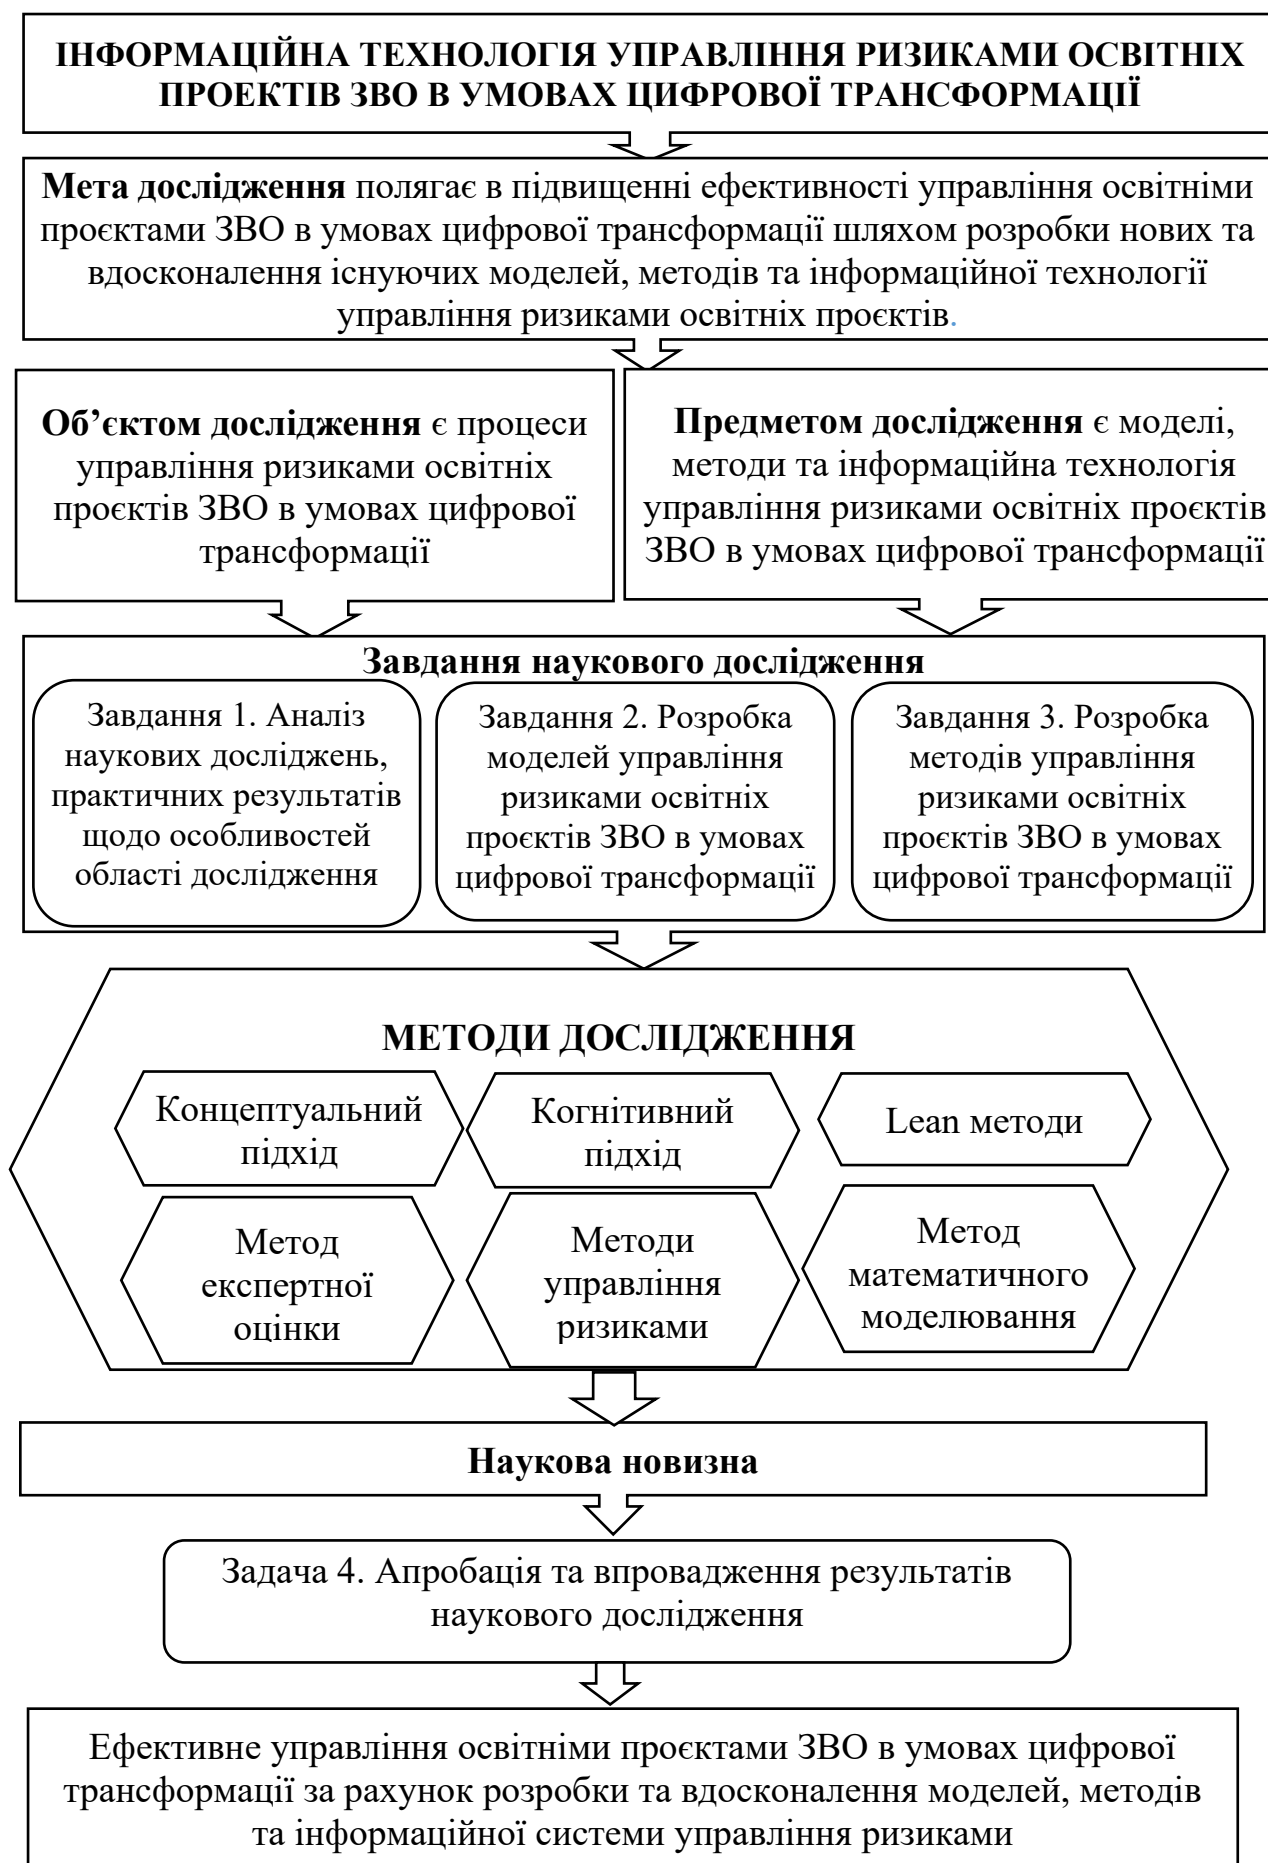 ІНФОРМАЦІЙНА ТЕХНОЛОГІЯ УПРАВЛІННЯ РИЗИКАМИ ОСВІТНІХ
ПРОЕКТІВ ЗВО В УМОВАХ ЦИФРОВОЇ ТРАНСФОРМАЦІЇ
Мета дослідження полягає в підвищенні ефективності управління освітніми
проєктами ЗВО в умовах цифрової трансформації шляхом розробки нових та
вдосконалення існуючих моделей, методів та інформаційної технології
управління ризиками освітніх проєктів.
Об’єктом дослідження є процеси
управління ризиками освітніх
проєктів ЗВО в умовах цифрової
трансформації
Предметом дослідження є моделі,
методи та інформаційна технологія
управління ризиками освітніх проєктів
ЗВО в умовах цифрової трансформації
Завдання наукового дослідження
Завдання 1. Аналіз
наукових досліджень,
практичних результатів
щодо особливостей
області дослідження
Завдання 2. Розробка
моделей управління
ризиками освітніх
проєктів ЗВО в умовах
цифрової трансформації
Завдання 3. Розробка
методів управління
ризиками освітніх
проєктів ЗВО в умовах
цифрової трансформації
МЕТОДИ ДОСЛІДЖЕННЯ
Концептуальний
підхід
Когнітивний
підхід
Lean методи
Метод
експертної
оцінки
Методи
управління
ризиками
Метод
математичного
моделювання
Наукова новизна
Задача 4. Апробація та впровадження результатів
наукового дослідження
Ефективне управління освітніми проєктами ЗВО в умовах цифрової
трансформації за рахунок розробки та вдосконалення моделей, методів
та інформаційної системи управління ризиками